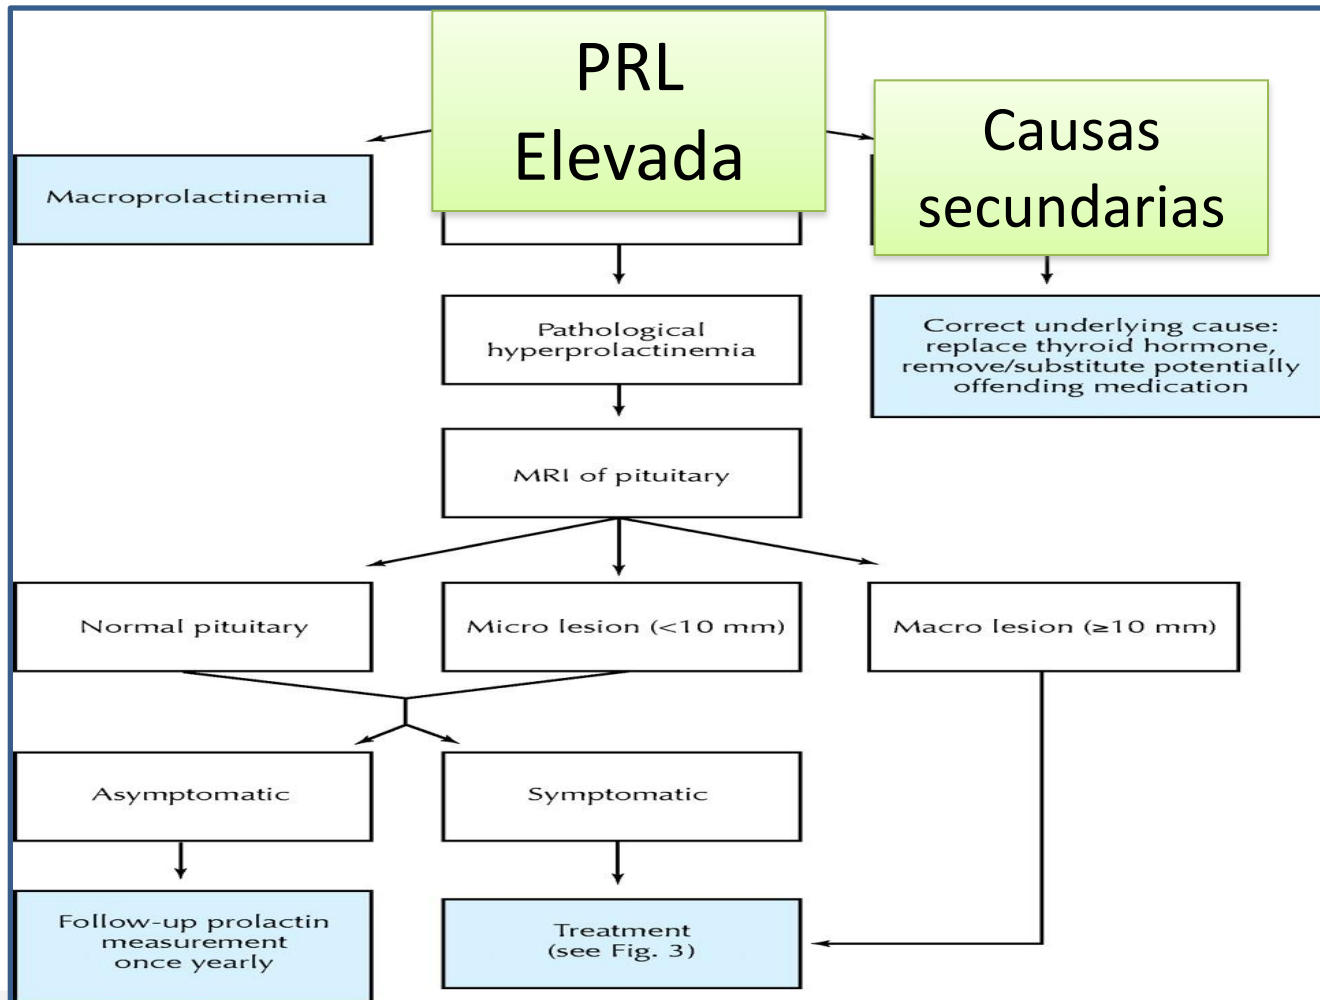 PRL
Elevada
Causas
secundarias
Macroprolactinemia
Pathological
hyperprolactinemia
Correct underlying cause:
replace thyroid hormone,
remove/substitute potentially
offending medication
MRI of pituitary
Normal pituitary
Micro lesion (<10 mm)
Macro lesion (≥10 mm)
Asymptomatic
Symptomatic
Follow-up prolactin
measurement
once yearly
Treatment
(see Fig. 3)